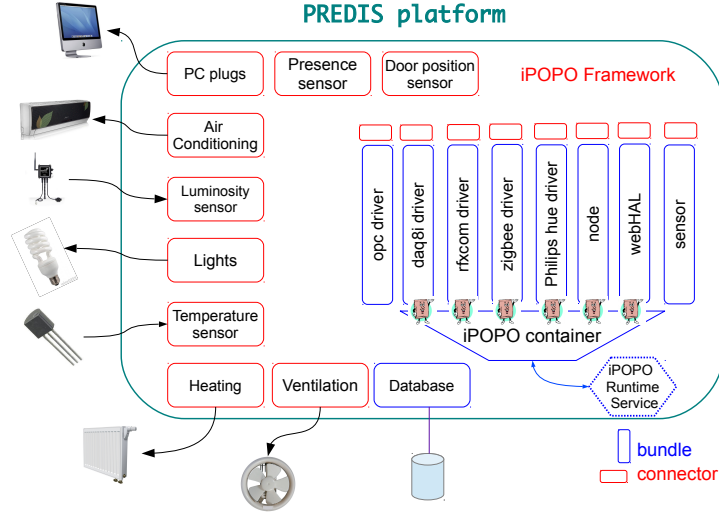 PREDIS platform
PC plugs
Presence
sensor
Door position
sensor
iPOPO Framework
Air
Conditioning
Luminosity
sensor
Lights
Temperature
sensor
opc driver
daq8i driver
rfxcom driver
zigbee driver
Philips hue driver
node
webHAL
sensor
iPOPO container
Heating
Ventilation
Database
iPOPO
Runtime
Service
bundle
connector